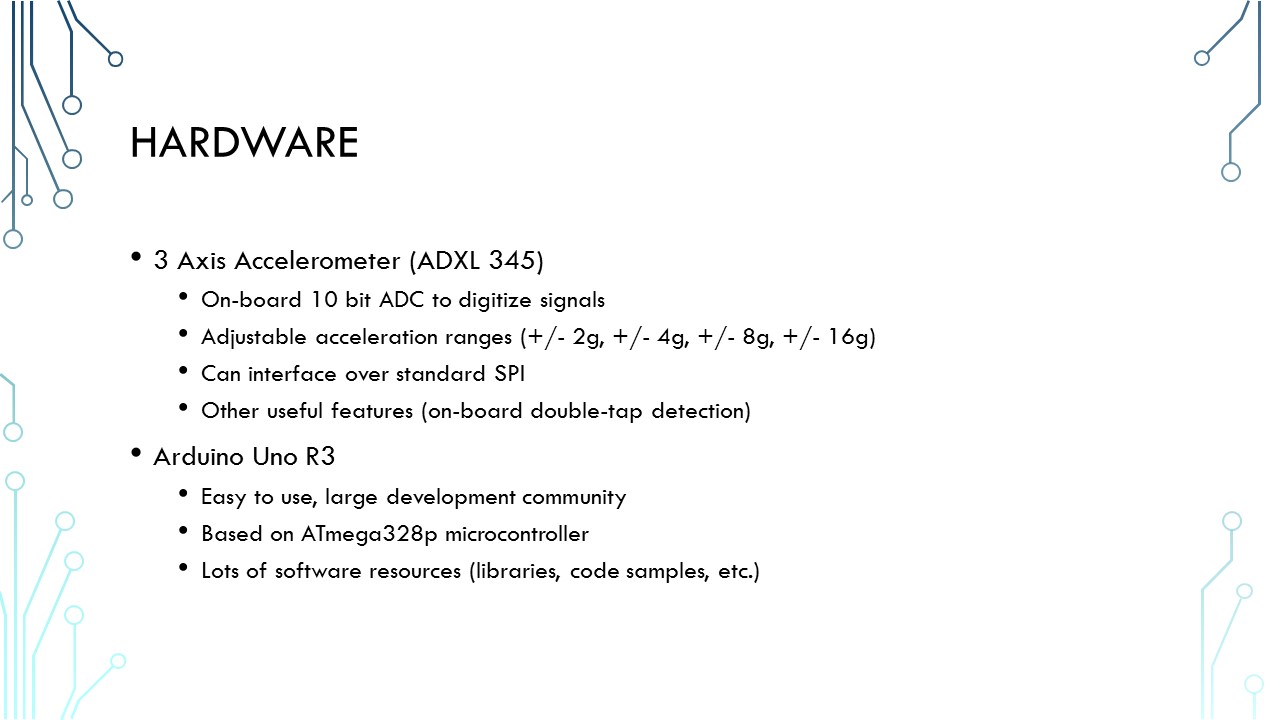 HARDWARE
• 3 Axis Accelerometer (ADXL 345)
• On-board 10 bit ADC to digitize signals
• Adjustable acceleration ranges (+/- 2g, +/- 4g, +/- 8g, +/- 16g)
• Can interface over standard SPI
• Other useful features (on-board double-tap detection)
• Arduino Uno R3
• Easy to use, large development community
• Based on ATmega328p microcontroller
• Lots of software resources (libraries, code samples, etc.)